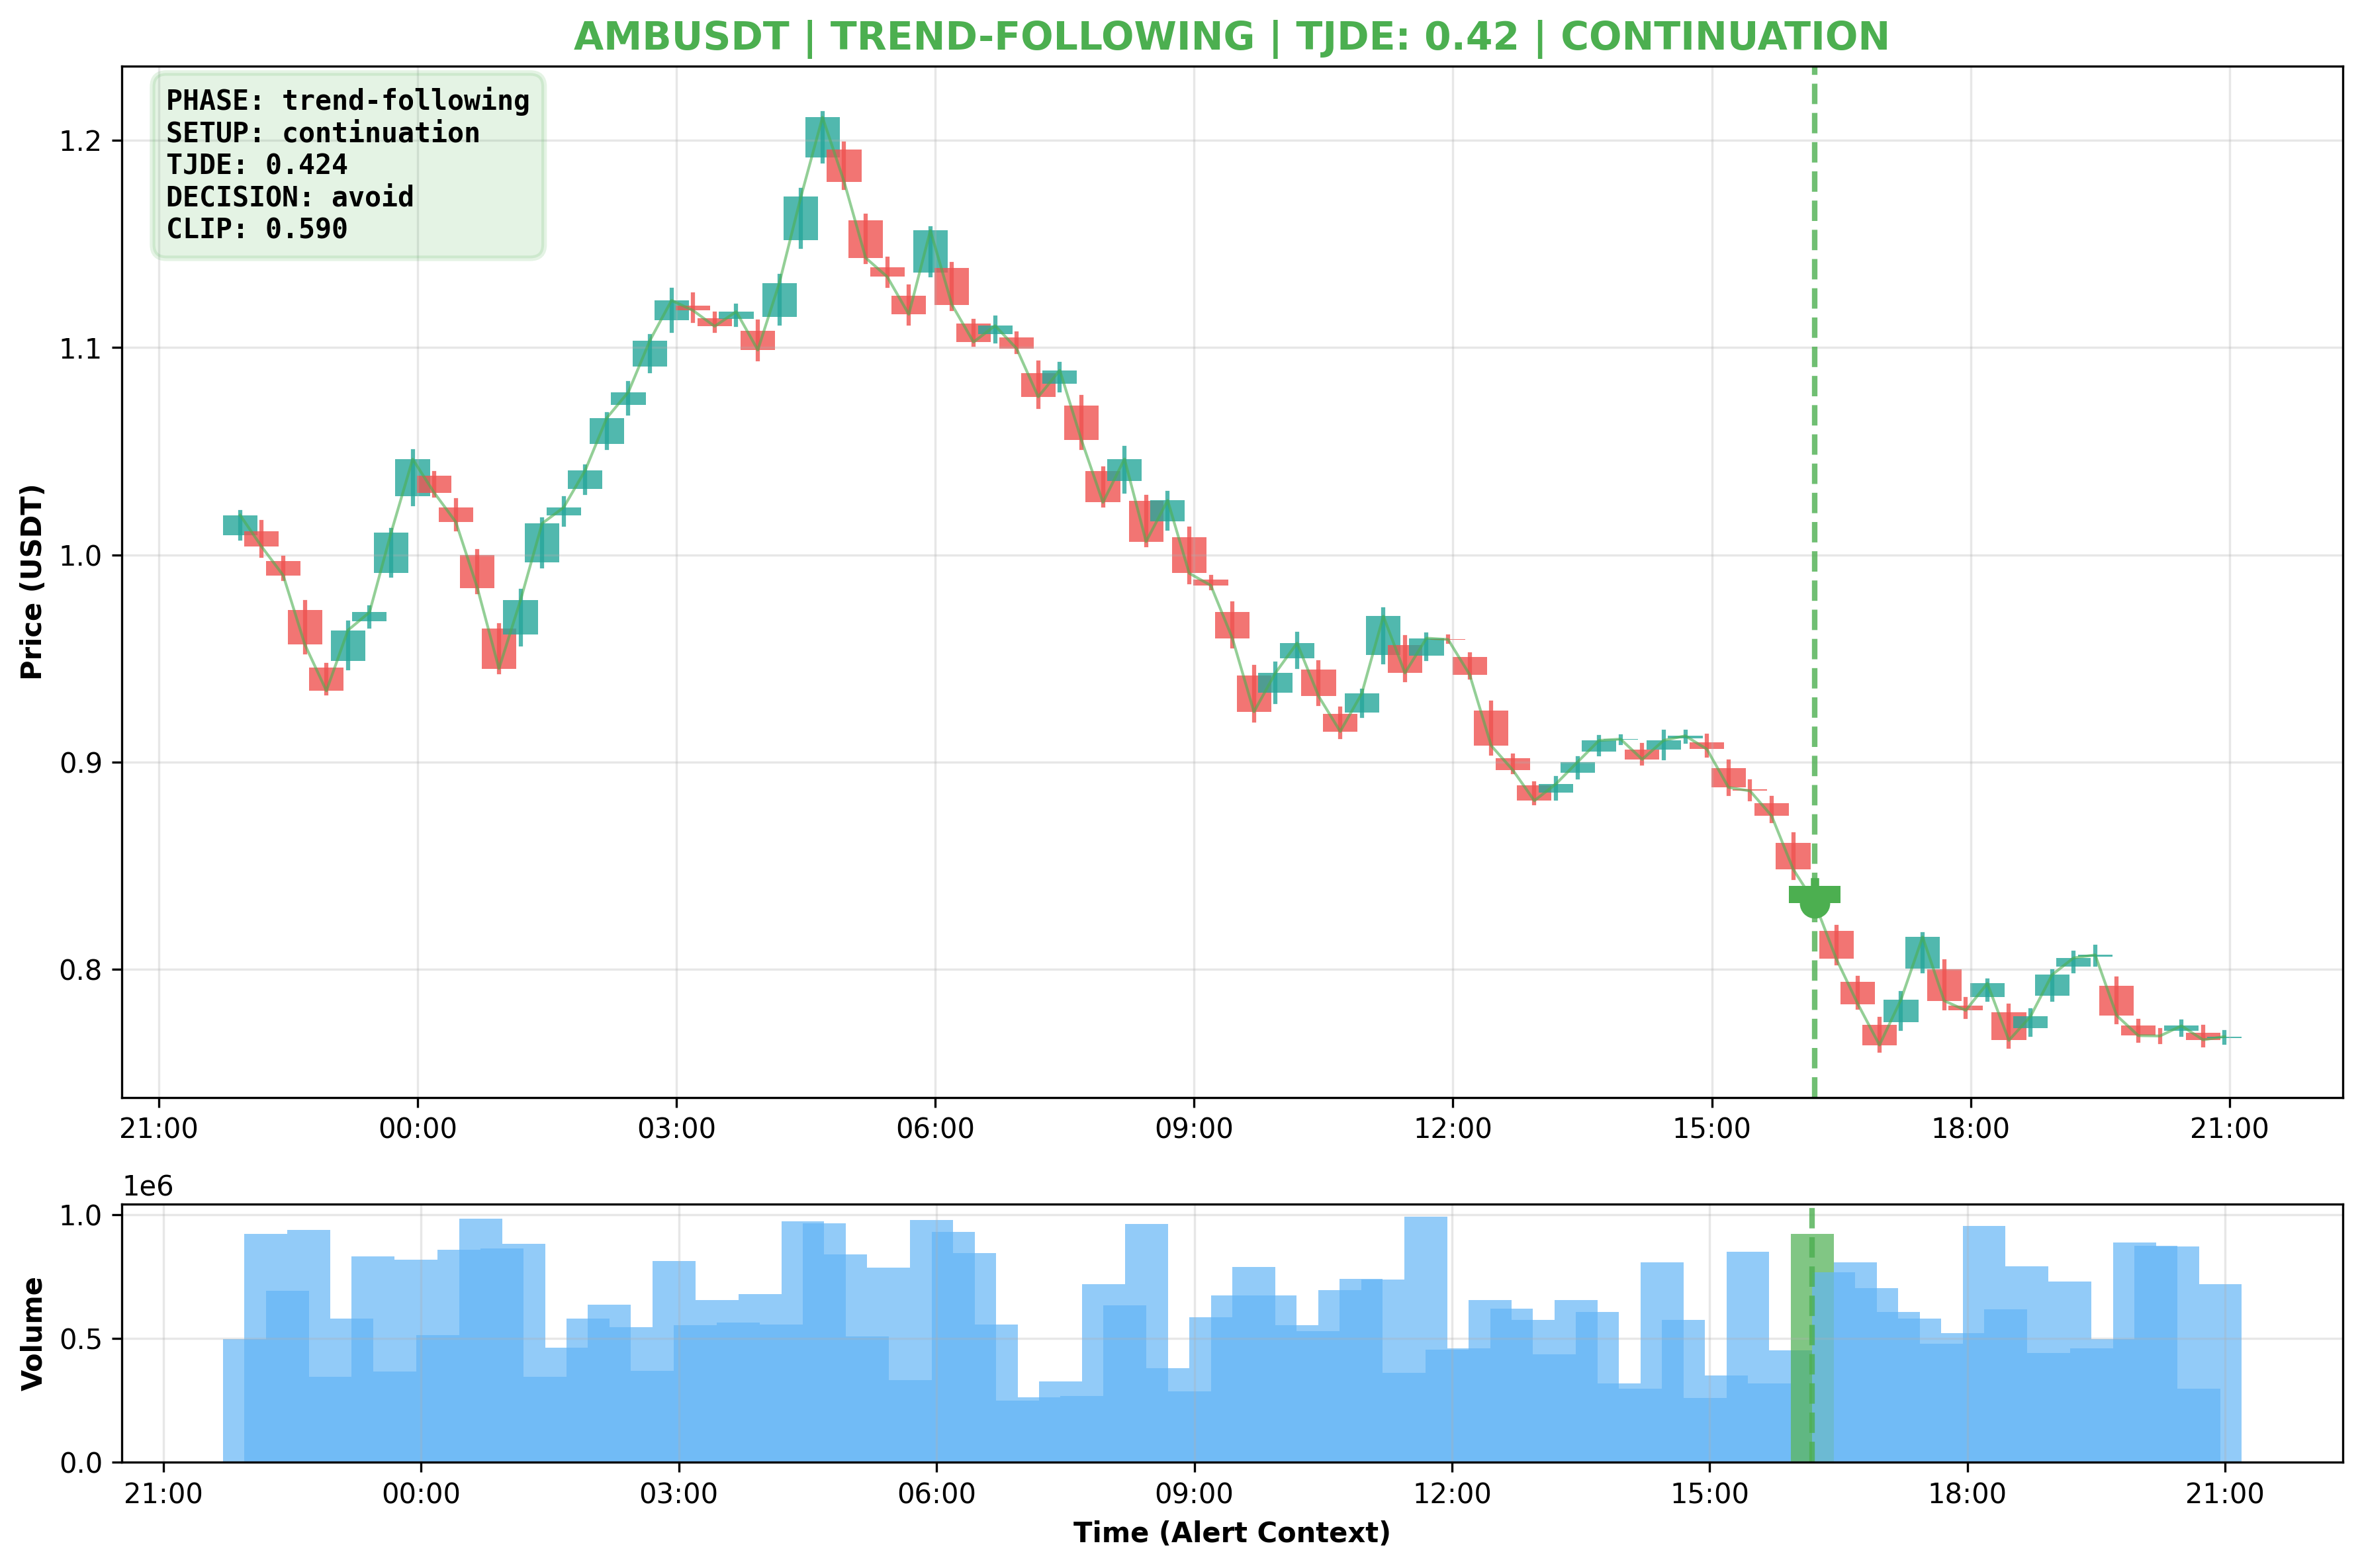 AMBUSDT | TREND-FOLLOWING | TJDE: 0.42 | CONTINUATION
PHASE: trend-following
SETUP: continuation
TJDE: 0.424
DECISION: avoid
CLIP: 0.590
Price (USDT)
1.2
1.1
1.0
0.9
0.8
21:00 00:00 03:00 06:00 09:00 12:00 15:00 18:00 21:00
1e6
Volume
1.0
0.5
0.0
21:00 00:00 03:00 06:00 09:00 12:00 15:00 18:00 21:00
Time (Alert Context)